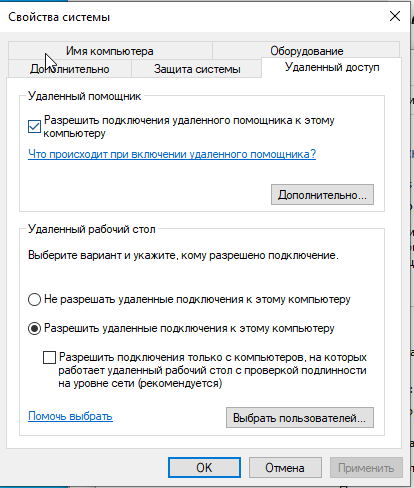 Свойства системы
Имя компьютера
Оборудование
Дополнительно
Защита системы
Удаленный доступ
Удаленный помощник
Разрешить подключения удаленного помощника к этому
компьютеру
Что происходит при включении удаленного помощника?
Дополнительно...
Удаленный рабочий стол
Выберите вариант и укажите, кому разрешено подключение.
Не разрешать удаленные подключения к этому компьютеру
Разрешить удаленные подключения к этому компьютеру
Разрешить подключения только с компьютеров, на которых
работает удаленный рабочий стол с проверкой подлинности
на уровне сети (рекомендуется)
Помочь выбрать
Выбрать пользователей...
ОК
Отмена
Применить